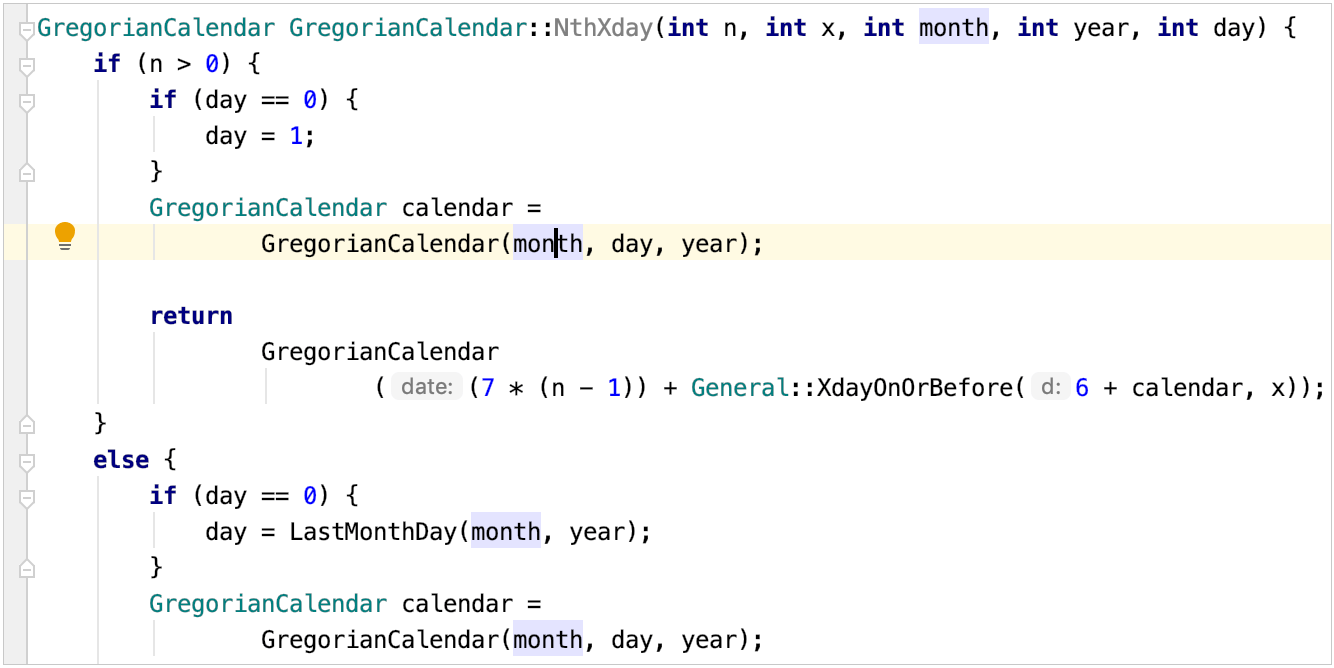 GregorianCalendar GregorianCalendar::NthXday(int n, int x, int month, int year, int day) {
    if (n > 0) {
        if (day == 0) {
            day = 1;
        }
        GregorianCalendar calendar =
                GregorianCalendar(month, day, year);

        return
                GregorianCalendar
                        ( date: (7 * (n - 1)) + General::XdayOnOrBefore( d: 6 + calendar, x));
    }
    else {
        if (day == 0) {
            day = LastMonthDay(month, year);
        }
        GregorianCalendar calendar =
                GregorianCalendar(month, day, year);